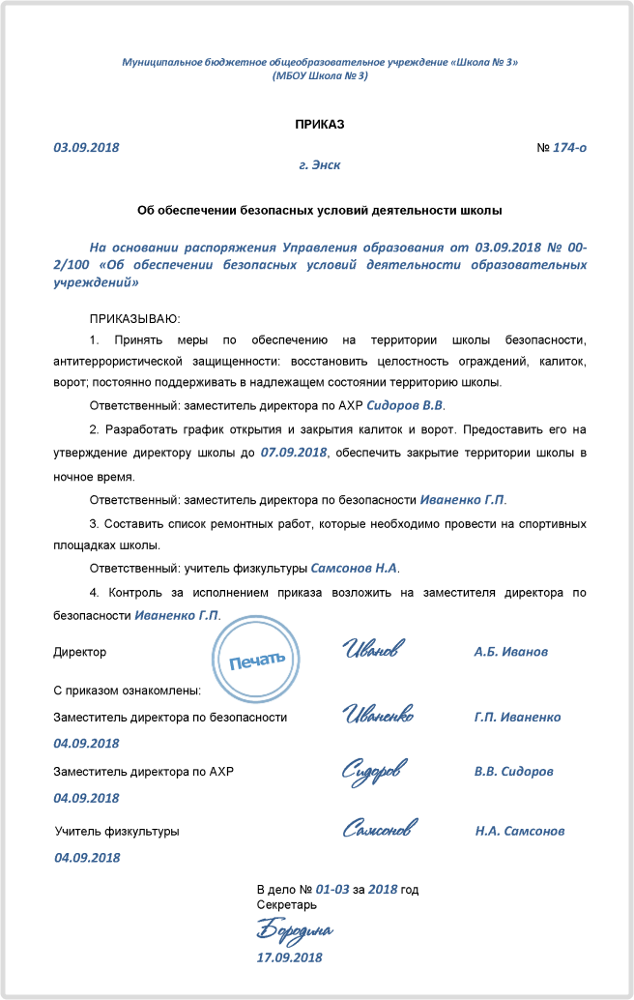 Муниципальное бюджетное общеобразовательное учреждение «Школа № 3»
(МБОУ Школа № 3)
ПРИКАЗ
03.09.2018 № 174-о
г. Энск
Об обеспечении безопасных условий деятельности школы
На основании распоряжения Управления образования от 03.09.2018 № 00-
2/100 «Об обеспечении безопасных условий деятельности образовательных
учреждений»
ПРИКАЗЫВАЮ:
1. Принять меры по обеспечению на территории школы безопасности,
антитеррористической защищенности: восстановить целостность ограждений, калиток,
ворот; постоянно поддерживать в надлежащем состоянии территорию школы.
Ответственный: заместитель директора по АХР Сидоров В.В.
2. Разработать график открытия и закрытия калиток и ворот. Предоставить его на
утверждение директору школы до 07.09.2018, обеспечить закрытие территории школы в
ночное время.
Ответственный: заместитель директора по безопасности Иваненко Г.П.
3. Составить список ремонтных работ, которые необходимо провести на спортивных
площадках школы.
Ответственный: учитель физкультуры Самсонов Н.А.
4. Контроль за исполнением приказа возложить на заместителя директора по
безопасности Иваненко Г.П.
Директор Печать Иванов А.Б. Иванов
С приказом ознакомлены:
Заместитель директора по безопасности Иваненко Г.П. Иваненко
04.09.2018
Заместитель директора по АХР Сидоров В.В. Сидоров
04.09.2018
Учитель физкультуры Самсонов Н.А. Самсонов
04.09.2018
В дело № 01-03 за 2018 год
Секретарь
Бородина
17.09.2018